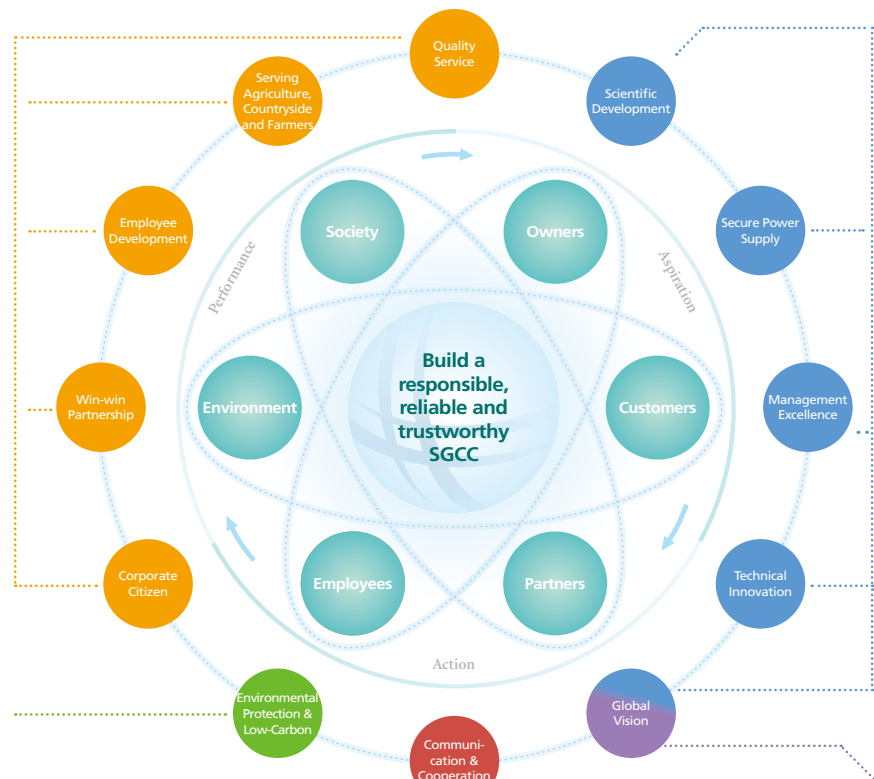 Quality
Service
Serving
Agriculture,
Countryside
and Farmers
Scientific
Development
Employee
Development
Society
Owners
Secure Power
Supply
Performance
Aspiration
Win-win
Partnership
Environment
Build a
responsible,
reliable and
trustworthy
SGCC
Customers
Management
Excellence
Corporate
Citizen
Employees
Partners
Technical
Innovation
Action
Environmental
Protection &
Low-Carbon
Global
Vision
Communi-
cation &
Cooperation